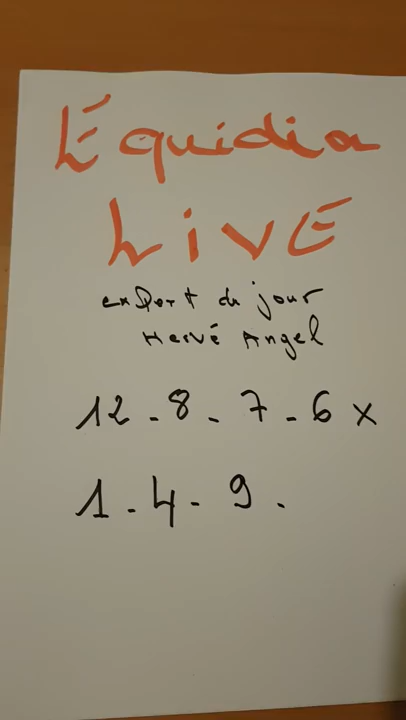 Équidia
LiVE
expert du jour
Hervé Angel
12 - 8 - 7 - 6 x
1 - 4 - 9 -